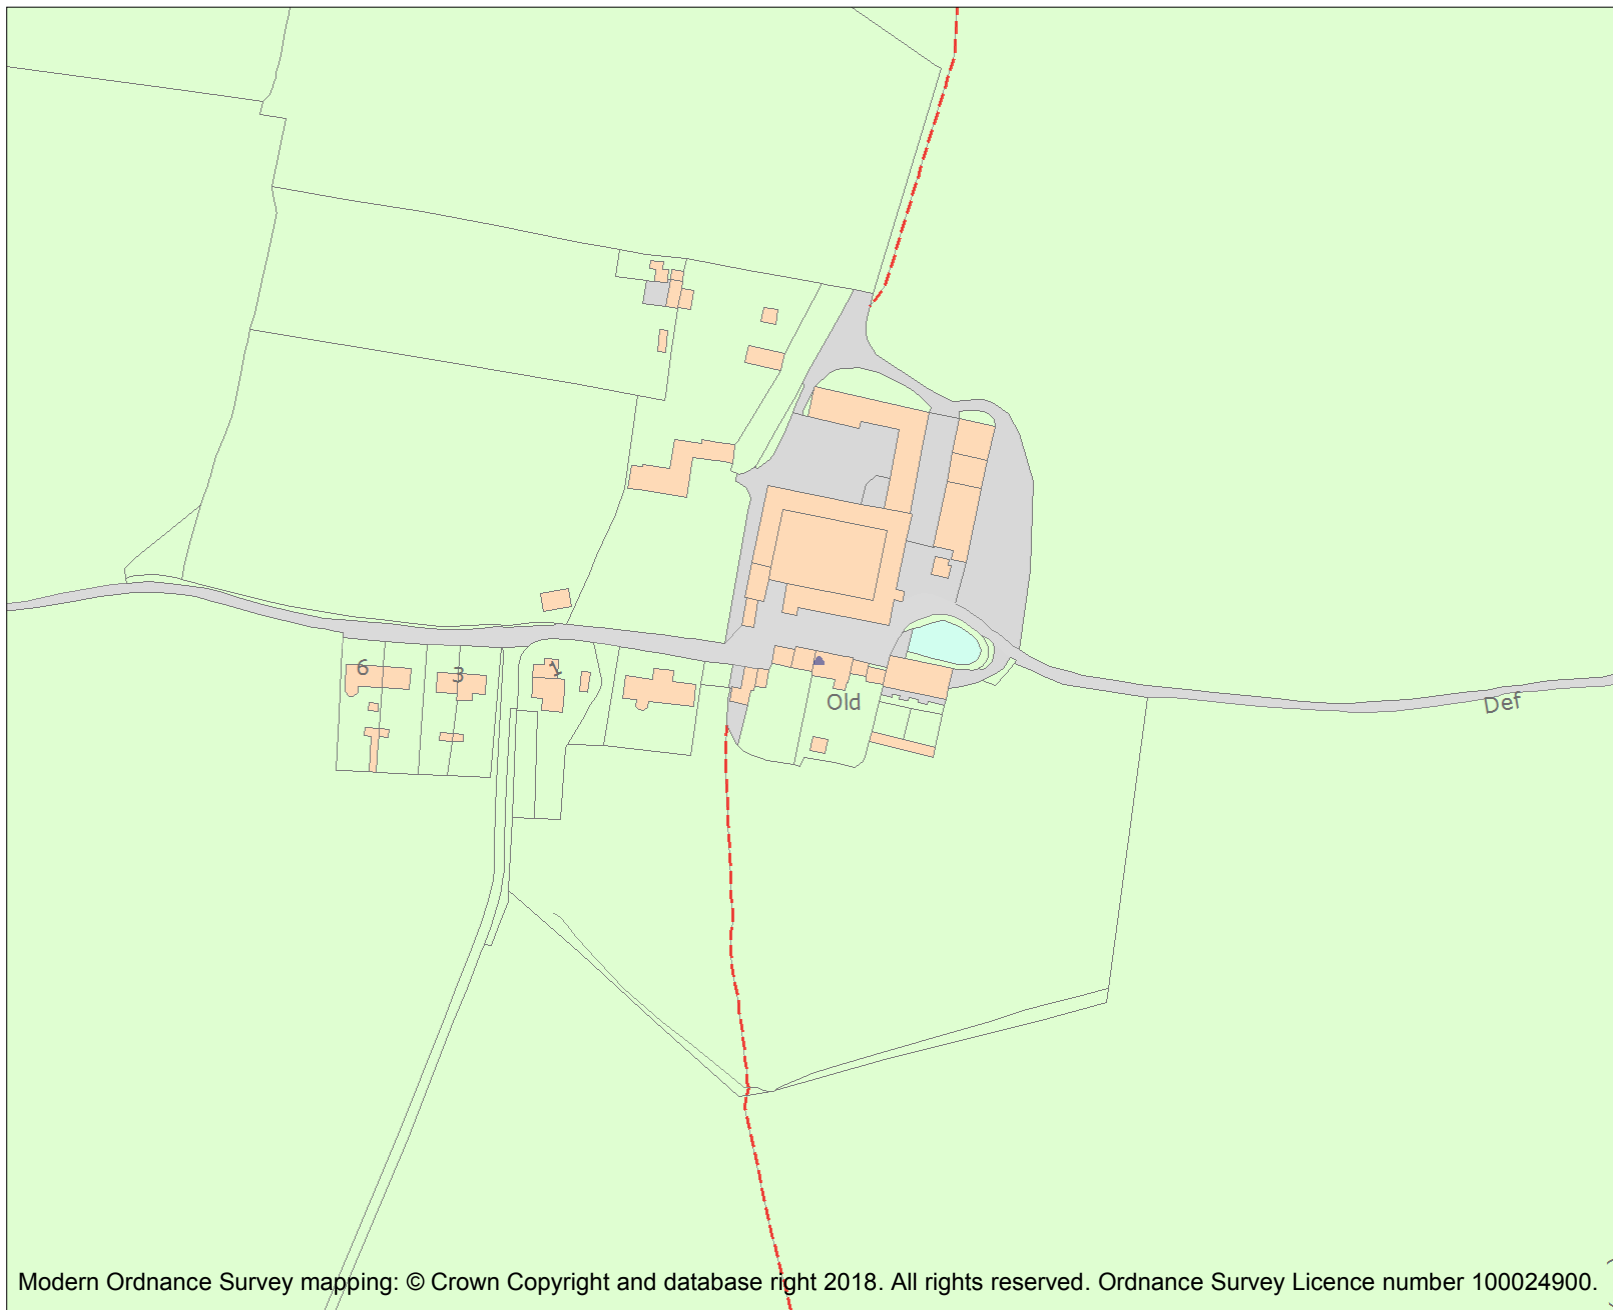 6
3
1
Old
Def
Modern Ordnance Survey mapping: © Crown Copyright and database right 2018. All rights reserved. Ordnance Survey Licence number 100024900.